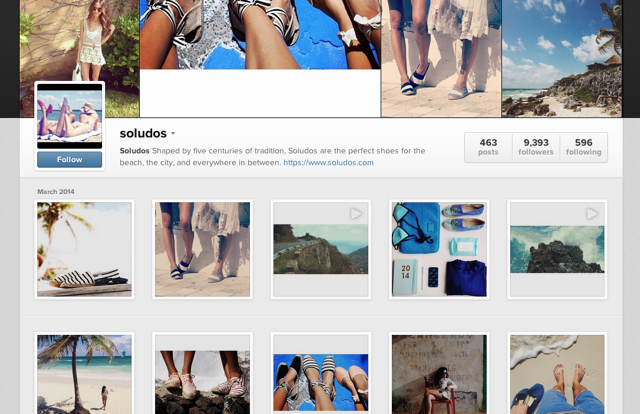 Follow
soludos
Soludos Shaped by five centuries of tradition, Soludos are the perfect shoes for the
beach, the city, and everywhere in between. https://www.soludos.com
463
posts
9,393
followers
596
following
March 2014
20
14